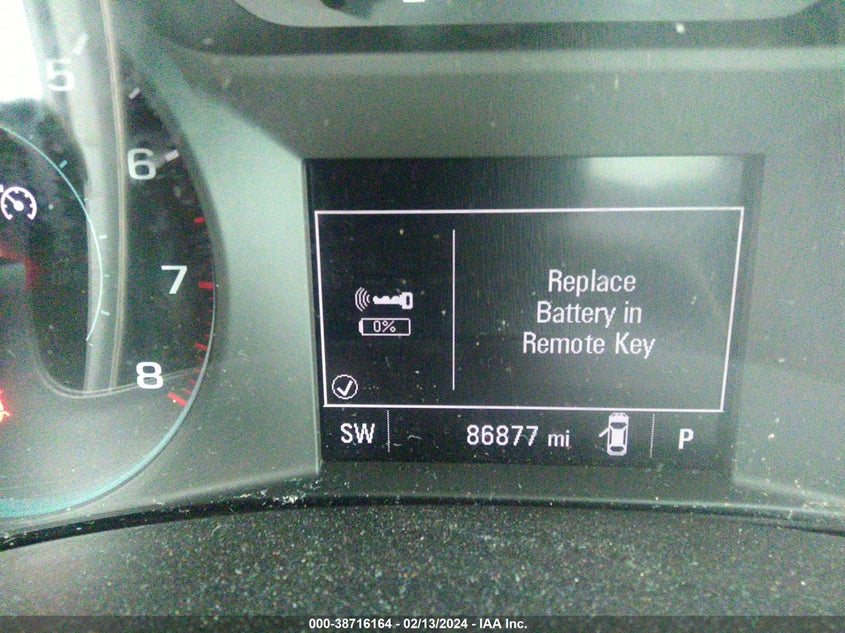 5
6
7
8
Replace
Battery in
Remote Key
0%
SW
86877 mi
P
000-38716164 - 02/13/2024 - IAA Inc.